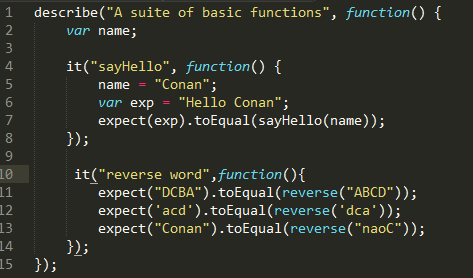 1 describe("A suite of basic functions", function() {
2 var name;
3
4 it("sayHello", function() {
5 name = "Conan";
6 var exp = "Hello Conan";
7 expect(exp).toEqual(sayHello(name));
8 });
9
10 it("reverse word",function(){
11 expect("DCBA").toEqual(reverse("ABCD"));
12 expect('acd').toEqual(reverse('dca'));
13 expect("Conan").toEqual(reverse("naoC"));
14 });
15 });